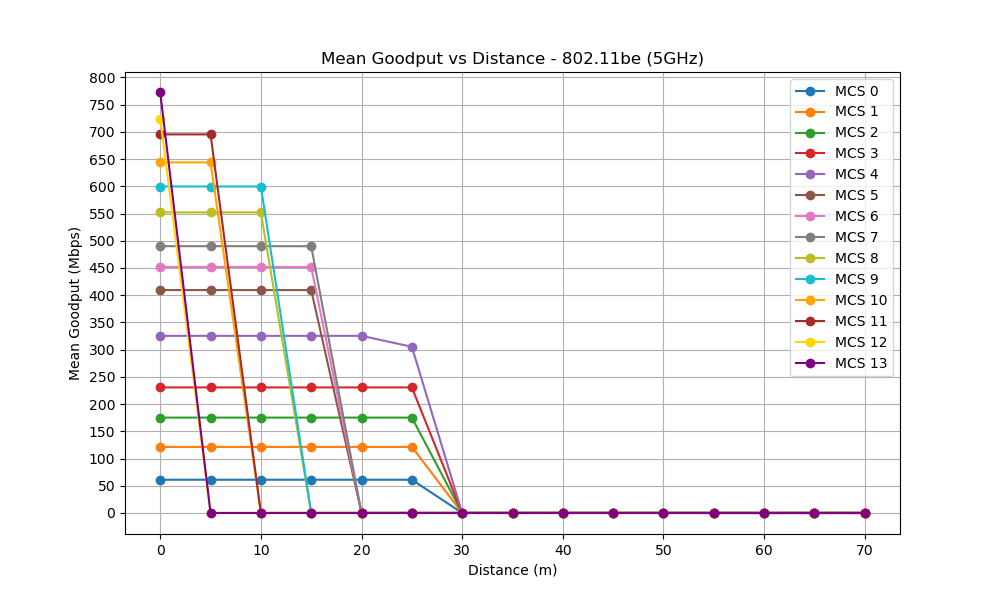 Mean Goodput vs Distance - 802.11be (5GHz)
Mean Goodput (Mbps)
800
750
700
650
600
550
500
450
400
350
300
250
200
150
100
50
0
0 10 20 30 40 50 60 70
Distance (m)
MCS 0
MCS 1
MCS 2
MCS 3
MCS 4
MCS 5
MCS 6
MCS 7
MCS 8
MCS 9
MCS 10
MCS 11
MCS 12
MCS 13